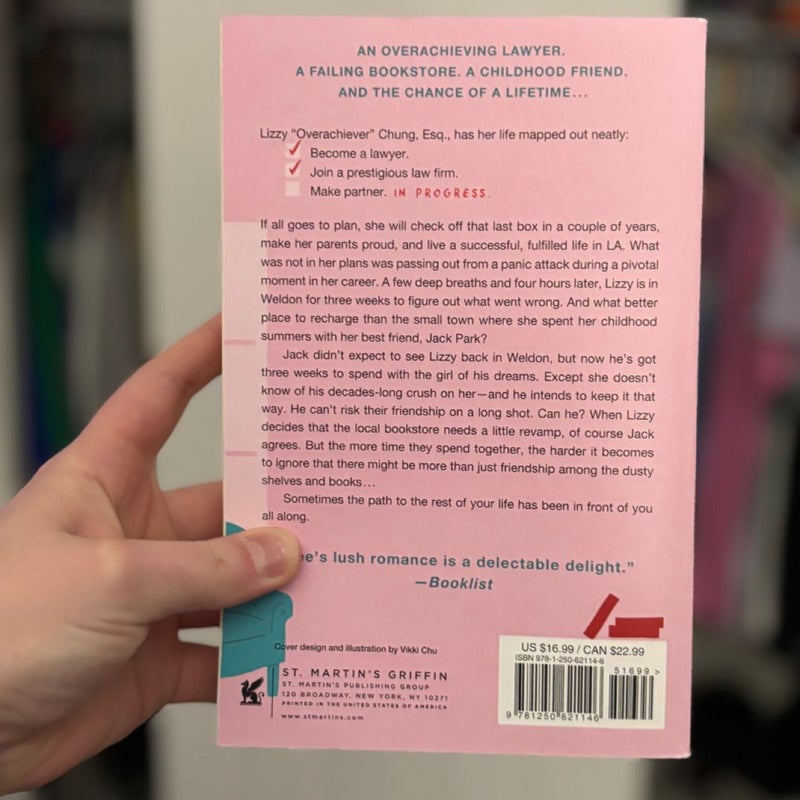 AN OVERACHIEVING LAWYER.
A FAILING BOOKSTORE. A CHILDHOOD FRIEND.
AND THE CHANCE OF A LIFETIME...
Lizzy "Overachiever" Chung, Esq., has her life mapped out neatly:
Become a lawyer.
Join a prestigious law firm.
Make partner. IN PROGRESS.
If all goes to plan, she will check off that last box in a couple of years,
make her parents proud, and live a successful, fulfilled life in LA. What
was not in her plans was passing out from a panic attack during a pivotal
moment in her career. A few deep breaths and four hours later, Lizzy is in
Weldon for three weeks to figure out what went wrong. And what better
place to recharge than the small town where she spent her childhood
summers with her best friend, Jack Park?
Jack didn't expect to see Lizzy back in Weldon, but now he's got
three weeks to spend with the girl of his dreams. Except she doesn't
know of his decades-long crush on her—and he intends to keep it that
way. He can't risk their friendship on a long shot. Can he? When Lizzy
decides that the local bookstore needs a little revamp, of course Jack
agrees. But the more time they spend together, the harder it becomes
to ignore that there might be more than just friendship among the dusty
shelves and books...
Sometimes the path to the rest of your life has been in front of you
all along.
lush romance is a delectable delight."
—Booklist
Cover design and illustration by Vikki Chu
ST. MARTIN'S GRIFFIN
ST. MARTIN'S PUBLISHING GROUP
120 BROADWAY, NEW YORK, NY 10271
PRINTED IN THE UNITED STATES OF AMERICA
www.stmartins.com
US $16.99 / CAN $22.99
ISBN 978-1-250-62114-6
51699 >
9 781250 621146